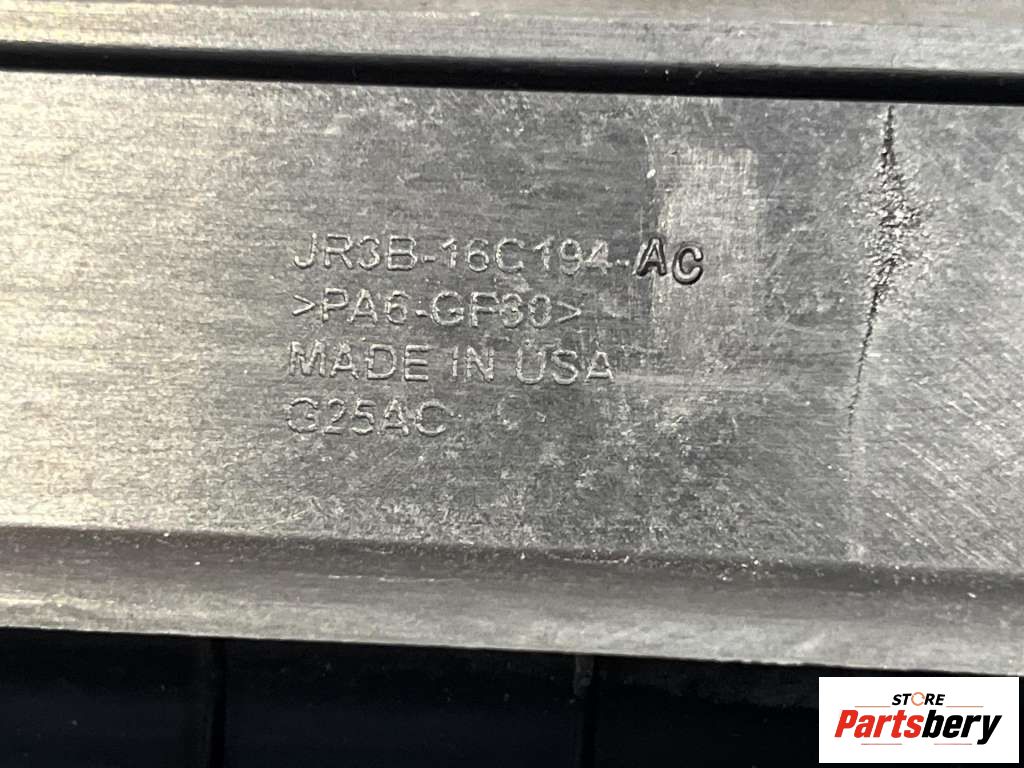 JR3B-16C194-AC
>PA6-GF30<
MADE IN USA
G25AC
STORE
Partsbery